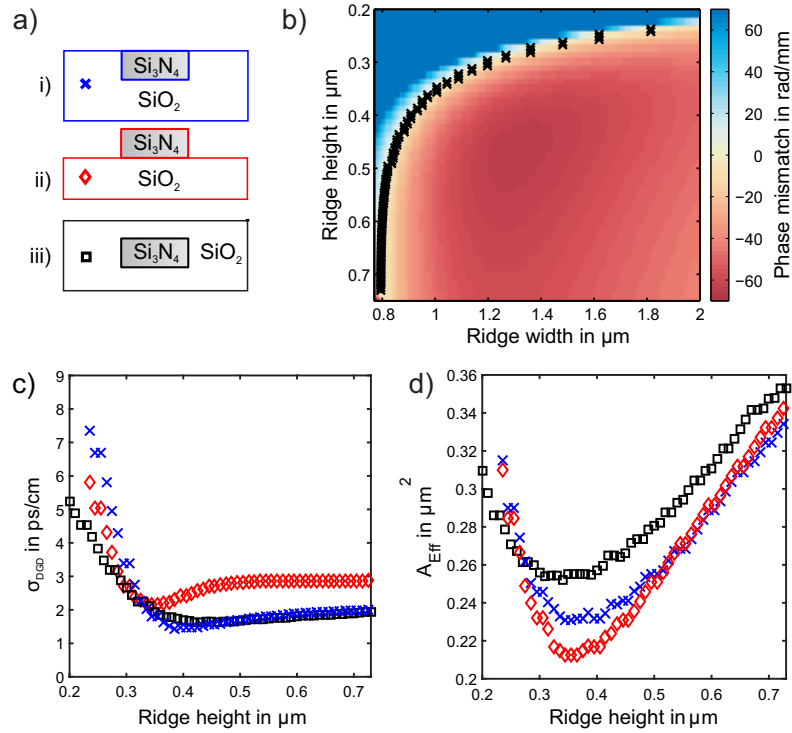 a)
i)
Si3N4
SiO2
ii)
Si3N4
SiO2
iii)
Si3N4 SiO2
b)
Ridge height in µm
0.2
0.3
0.4
0.5
0.6
0.7
0.8 1 1.2 1.4 1.6 1.8 2
Ridge width in µm
60
40
20
0
−20
−40
−60
Phase mismatch in rad/mm
c)
σDGD in ps/cm
9
8
7
6
5
4
3
2
1
0
0.2 0.3 0.4 0.5 0.6 0.7
Ridge height in µm
d)
AEff in µm2
0.36
0.34
0.32
0.3
0.28
0.26
0.24
0.22
0.2
0.2 0.3 0.4 0.5 0.6 0.7
Ridge height in µm